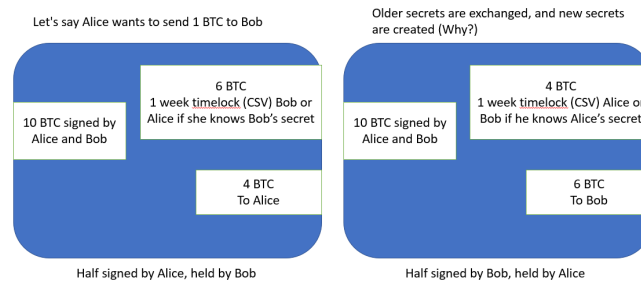 Let's say Alice wants to send 1 BTC to Bob
6 BTC
1 week timelock (CSV) Bob or
Alice if she knows Bob's secret
10 BTC signed by
Alice and Bob
4 BTC
To Alice
Half signed by Alice, held by Bob
Older secrets are exchanged, and new secrets
are created (Why?)
4 BTC
1 week timelock (CSV) Alice or
Bob if he knows Alice's secret
10 BTC signed by
Alice and Bob
6 BTC
To Bob
Half signed by Bob, held by Alice